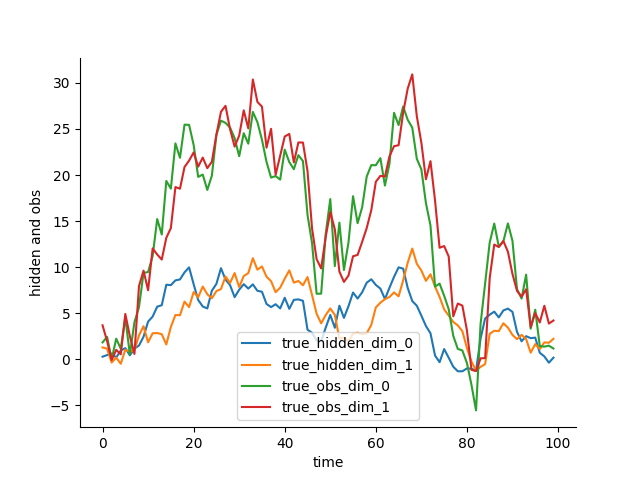 30
25
20
15
10
5
0
−5
hidden and obs
true_hidden_dim_0
true_hidden_dim_1
true_obs_dim_0
true_obs_dim_1
0 20 40 60 80 100
time